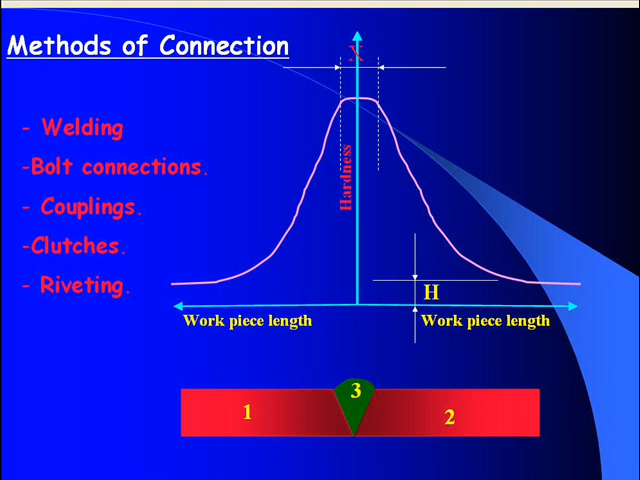 Methods of Connection
X
- Welding
-Bolt connections.
- Couplings.
-Clutches.
- Riveting.
Hardness
H
Work piece length
Work piece length
1
3
2